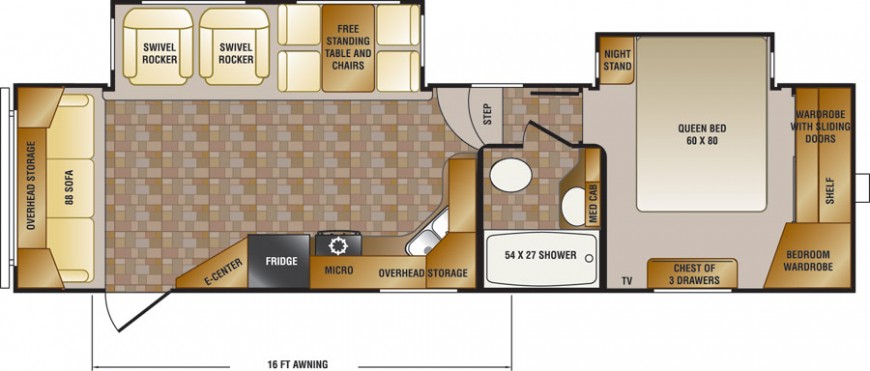 SWIVEL
ROCKER
SWIVEL
ROCKER
FREE
STANDING
TABLE AND
CHAIRS
NIGHT
STAND
QUEEN BED
60 X 80
WARDROBE
WITH SLIDING
DOORS
SHELF
BEDROOM
WARDROBE
STEP
OVERHEAD STORAGE
88 SOFA
MED CAB
54 X 27 SHOWER
E-CENTER
FRIDGE
MICRO
OVERHEAD STORAGE
TV
CHEST OF
3 DRAWERS
16 FT AWNING